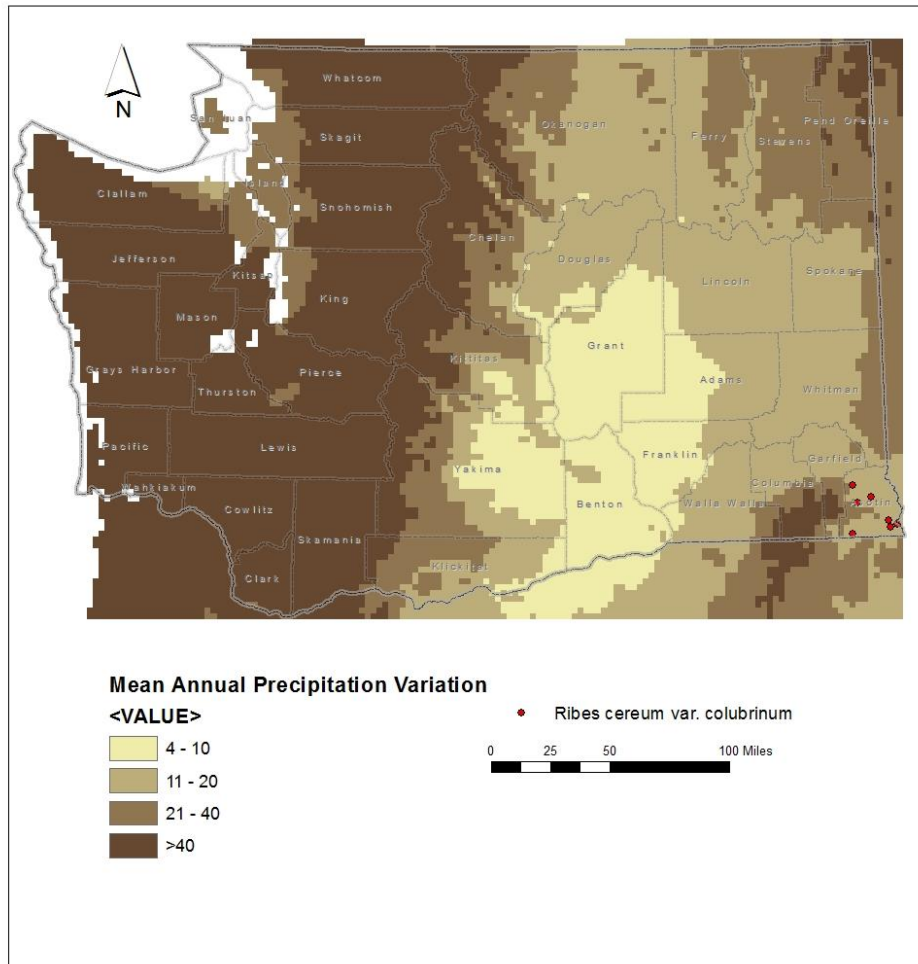 N
Whatcom
San Juan
Okanogan
Pend Oreille
Ferry
Stevens
Skagit
Island
Clallam
Snohomish
Chelan
Jefferson
Douglas
Kitsap
Lincoln
Spokane
King
Mason
Grant
Kittitas
Grays Harbor
Pierce
Adams
Whitman
Thurston
Pacific
Lewis
Franklin
Garfield
Yakima
Wahkiakum
Columbia
Benton
Walla Walla
Asotin
Cowlitz
Skamania
Klickitat
Clark
Mean Annual Precipitation Variation
<VALUE>
4 - 10
11 - 20
21 - 40
>40
Ribes cereum var. colubrinum
0 25 50 100 Miles